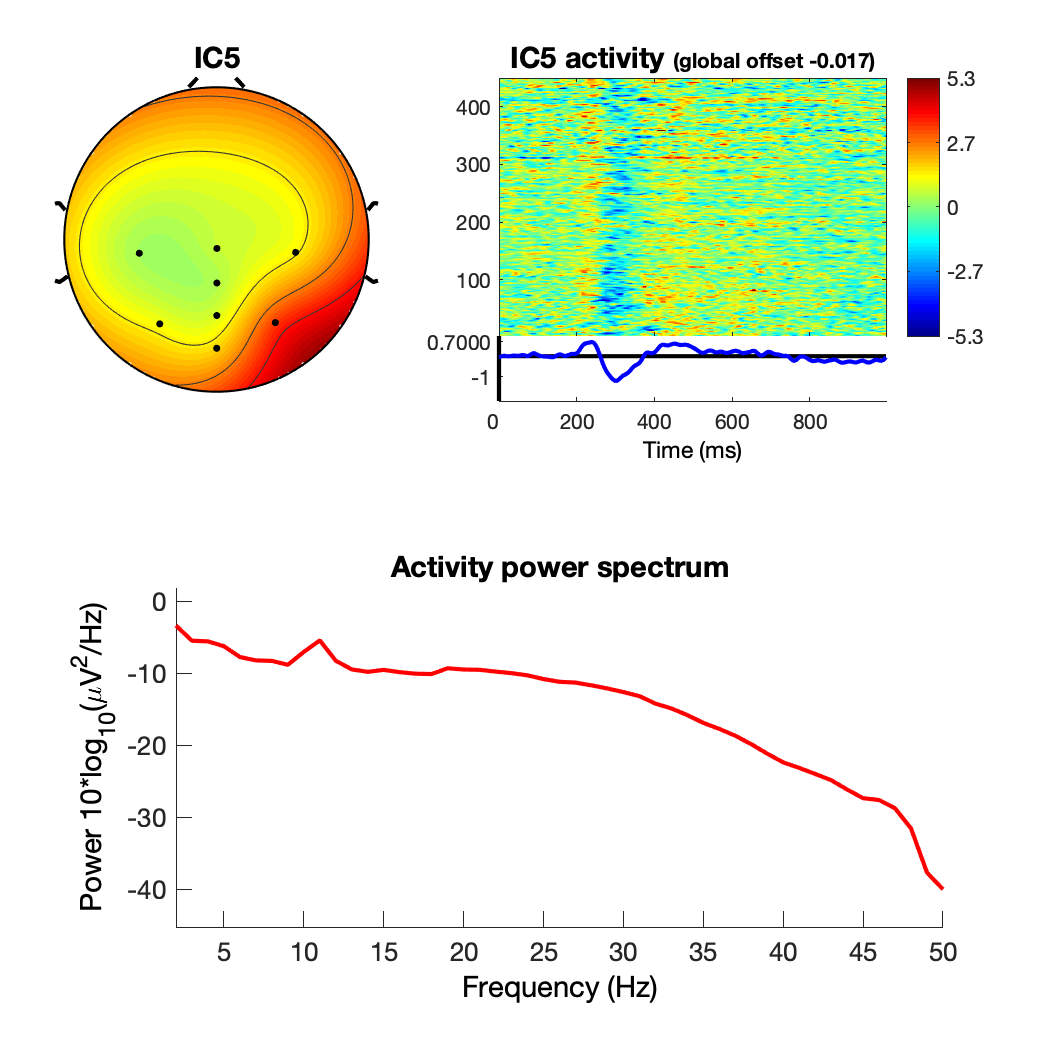 IC5
IC5 activity (global offset -0.017)
400
300
200
100
5.3
2.7
0
-2.7
-5.3
0.7000
-1
0 200 400 600 800
Time (ms)
Activity power spectrum
Power 10*log10(μV2/Hz)
0
-10
-20
-30
-40
5 10 15 20 25 30 35 40 45 50
Frequency (Hz)